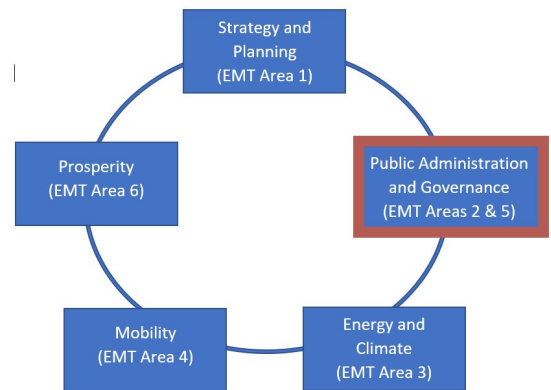 Strategy and
Planning
(EMT Area 1)
Prosperity
(EMT Area 6)
Public Administration
and Governance
(EMT Areas 2 & 5)
Mobility
(EMT Area 4)
Energy and
Climate
(EMT Area 3)